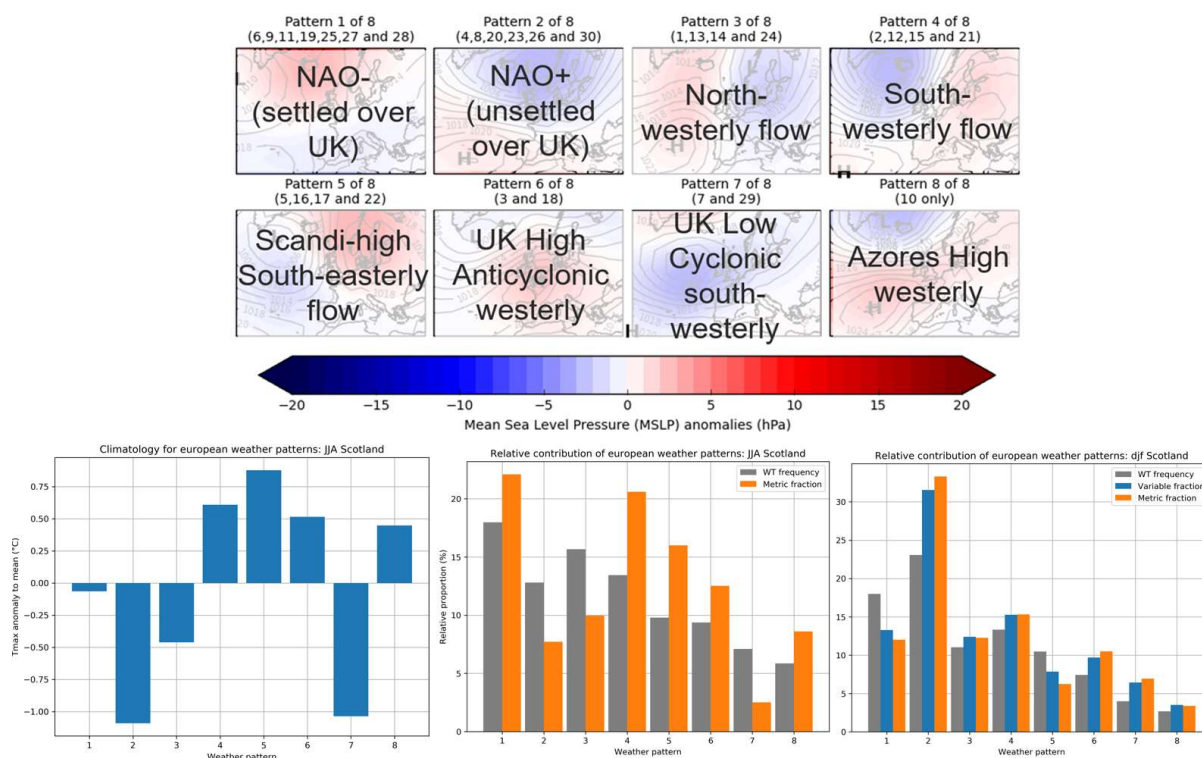 Pattern 1 of 8
(6,9,11,19,25,27 and 28)
NAO-
(settled over
UK)
Pattern 2 of 8
(4,8,20,23,26 and 30)
NAO+
(unsettled
over UK)
Pattern 3 of 8
(1,13,14 and 24)
North-
westerly flow
Pattern 4 of 8
(2,12,15 and 21)
South-
westerly flow
Pattern 5 of 8
(5,16,17 and 22)
Scandi-high
South-easterly
flow
Pattern 6 of 8
(3 and 18)
UK High
Anticyclonic
westerly
Pattern 7 of 8
(7 and 29)
UK Low
Cyclonic
south-
westerly
Pattern 8 of 8
(10 only)
Azores High
westerly
H
H
−20 −15 −10 −5 0 5 10 15 20
Mean Sea Level Pressure (MSLP) anomalies (hPa)
Climatology for european weather patterns: JJA Scotland
Tmax anomaly to mean (°C)
0.75
0.50
0.25
0.00
−0.25
−0.50
−0.75
−1.00
1 2 3 4 5 6 7 8
Weather pattern
Relative contribution of european weather patterns: JJA Scotland
WT frequency
Metric fraction
Relative proportion (%)
20
15
10
5
0
1 2 3 4 5 6 7 8
Weather pattern
Relative contribution of european weather patterns: djf Scotland
WT frequency
Variable fraction
Metric fraction
30
25
20
15
10
5
0
1 2 3 4 5 6 7 8
Weather pattern